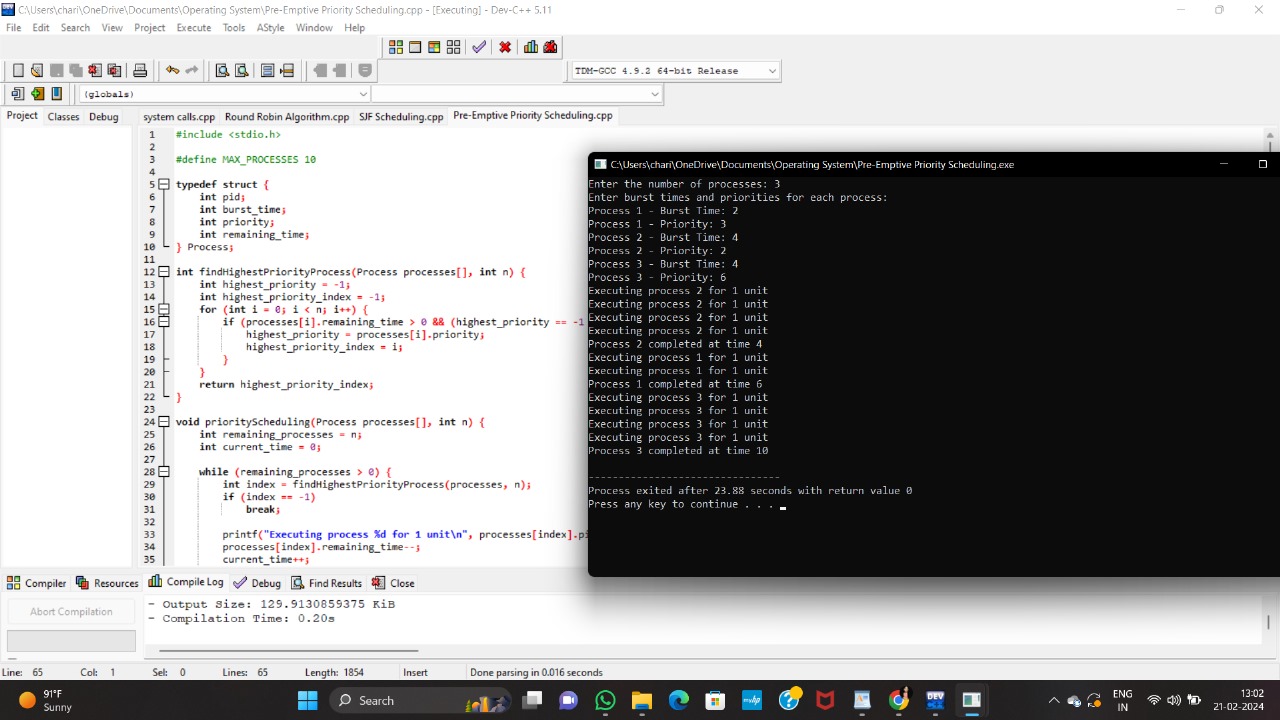 C:\Users\chari\OneDrive\Documents\Operating System\Pre-Emptive Priority Scheduling.cpp - [Executing] - Dev-C++ 5.11
File Edit Search View Project Execute Tools AStyle Window Help
TDM-GCC 4.9.2 64-bit Release
(globals)
Project Classes Debug
system calls.cpp Round Robin Algorithm.cpp SJF Scheduling.cpp Pre-Emptive Priority Scheduling.cpp
1 #include <stdio.h>
2
3 #define MAX_PROCESSES 10
4
5 typedef struct {
6 int pid;
7 int burst_time;
8 int priority;
9 int remaining_time;
10 } Process;
11
12 int findHighestPriorityProcess(Process processes[], int n) {
13 int highest_priority = -1;
14 int highest_priority_index = -1;
15 for (int i = 0; i < n; i++) {
16 if (processes[i].remaining_time > 0 && (highest_priority == -1
17 highest_priority = processes[i].priority;
18 highest_priority_index = i;
19 }
20 }
21 return highest_priority_index;
22 }
23
24 void priorityScheduling(Process processes[], int n) {
25 int remaining_processes = n;
26 int current_time = 0;
27
28 while (remaining_processes > 0) {
29 int index = findHighestPriorityProcess(processes, n);
30 if (index == -1)
31 break;
32
33 printf("Executing process %d for 1 unit\n", processes[index].pi
34 processes[index].remaining_time--;
35 current_time++;
C:\Users\chari\OneDrive\Documents\Operating System\Pre-Emptive Priority Scheduling.exe
Enter the number of processes: 3
Enter burst times and priorities for each process:
Process 1 - Burst Time: 2
Process 1 - Priority: 3
Process 2 - Burst Time: 4
Process 2 - Priority: 2
Process 3 - Burst Time: 4
Process 3 - Priority: 6
Executing process 2 for 1 unit
Executing process 2 for 1 unit
Executing process 2 for 1 unit
Executing process 2 for 1 unit
Process 2 completed at time 4
Executing process 1 for 1 unit
Executing process 1 for 1 unit
Process 1 completed at time 6
Executing process 3 for 1 unit
Executing process 3 for 1 unit
Executing process 3 for 1 unit
Executing process 3 for 1 unit
Process 3 completed at time 10
--------------------------------
Process exited after 23.88 seconds with return value 0
Press any key to continue . . .
Compiler Resources Compile Log Debug Find Results Close
Abort Compilation
- Output Size: 129.9130859375 KiB
- Compilation Time: 0.20s
Line: 65 Col: 1 Sel: 0 Lines: 65 Length: 1854 Insert Done parsing in 0.016 seconds
91°F
Sunny
Search
myhp
DEV
ENG
IN
13:02
21-02-2024